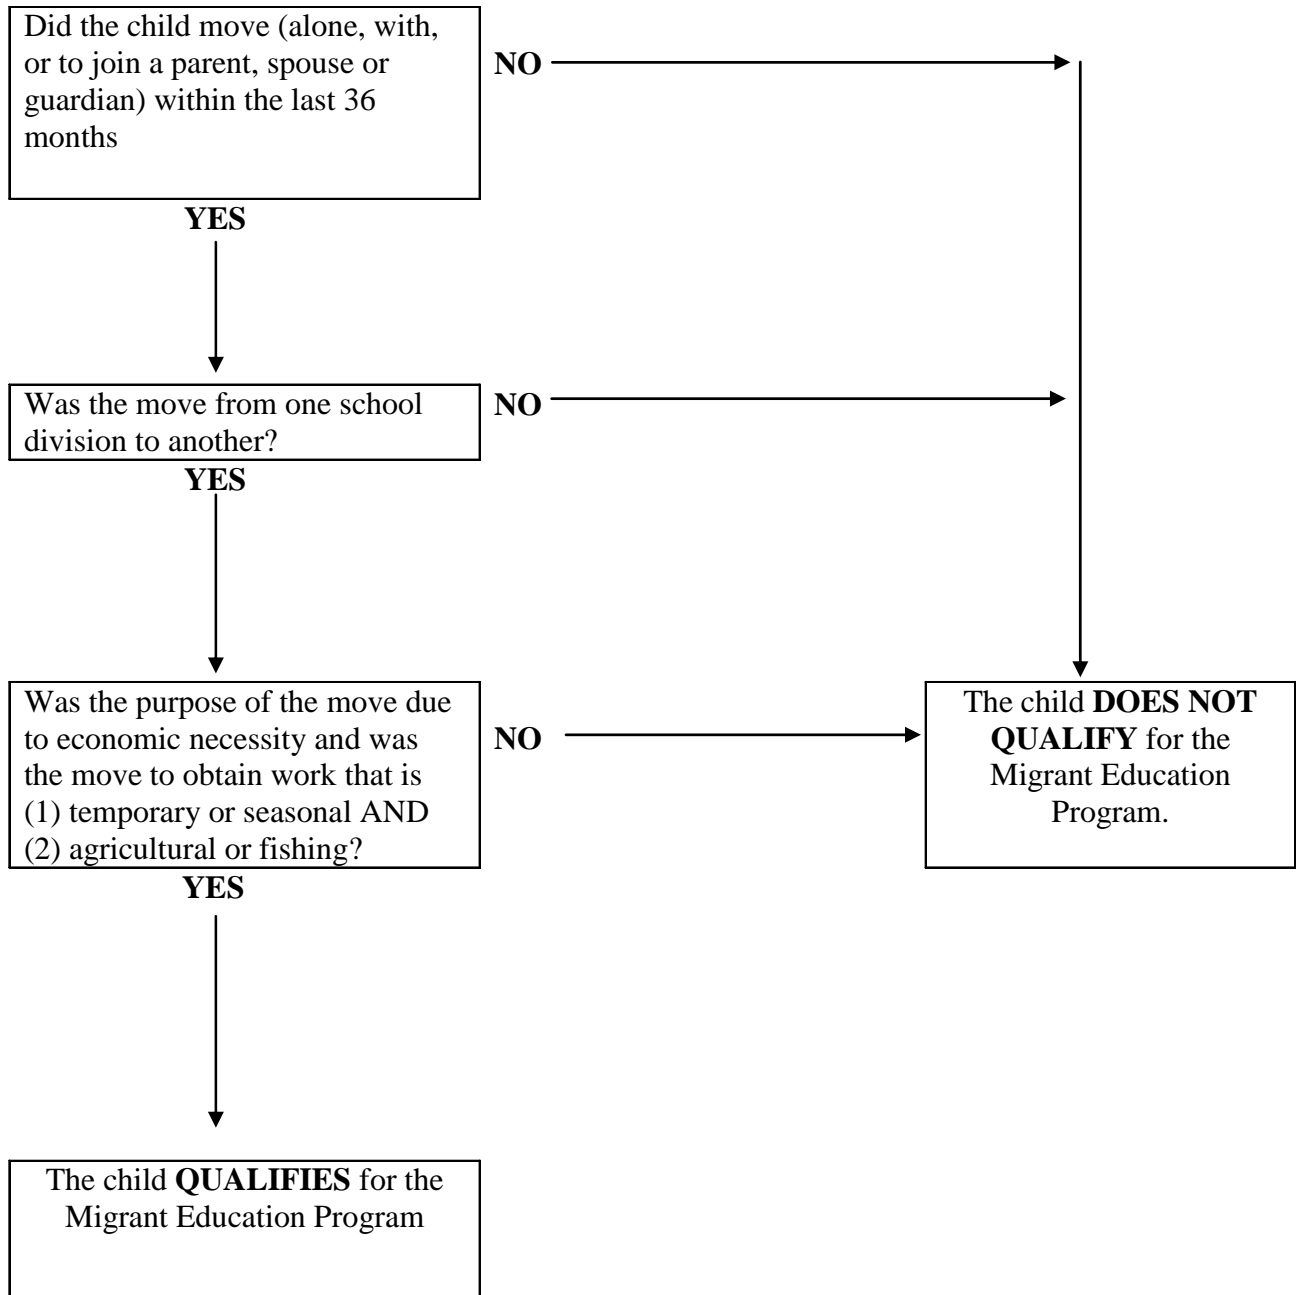 Did the child move (alone, with,
or to join a parent, spouse or
guardian) within the last 36
months
NO
YES
Was the move from one school
division to another?
NO
YES
Was the purpose of the move due
to economic necessity and was
the move to obtain work that is
(1) temporary or seasonal AND
(2) agricultural or fishing?
NO
The child DOES NOT
QUALIFY for the
Migrant Education
Program.
YES
The child QUALIFIES for the
Migrant Education Program